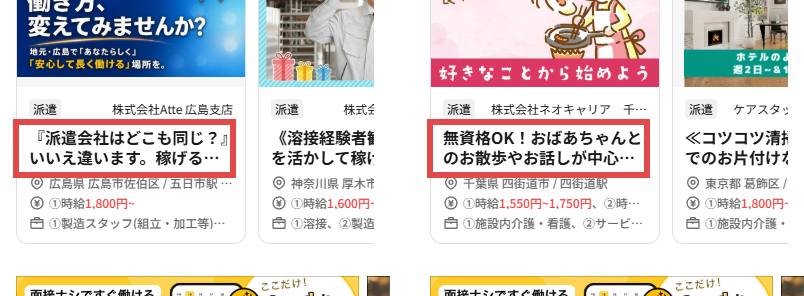 働き方、
変えてみませんか?
地元・広島で「あなたらしく」
「安心して長く働ける」場所を。
派遣
株式会社Atte 広島支店
『派遣会社はどこも同じ？』
いいえ違います。稼げる…
広島県 広島市佐伯区 / 五日市駅 …
①時給1,800円~
①製造スタッフ(組立・加工等)…
派遣
株式会
《溶接経験者
を活かして稼
神奈川県 厚木市
①時給1,600円~
①溶接、②製造
好きなことから始めよう
派遣
株式会社ネオキャリア 千…
無資格OK！おばあちゃんと
のお散歩やお話しが中心…
千葉県 四街道市 / 四街道駅
①時給1,550円~1,750円、②時…
①施設内介護・看護、②サービ…
ホテルの
週2日~&1
派遣
ケアスタッ
≪コツコツ清掃
でのお片付けな
東京都 葛飾区 /
①時給1,800円~
①施設内介護・
面接ナシですぐ働ける
ここだけ!
面接ナシですぐ働ける
ここだけ!